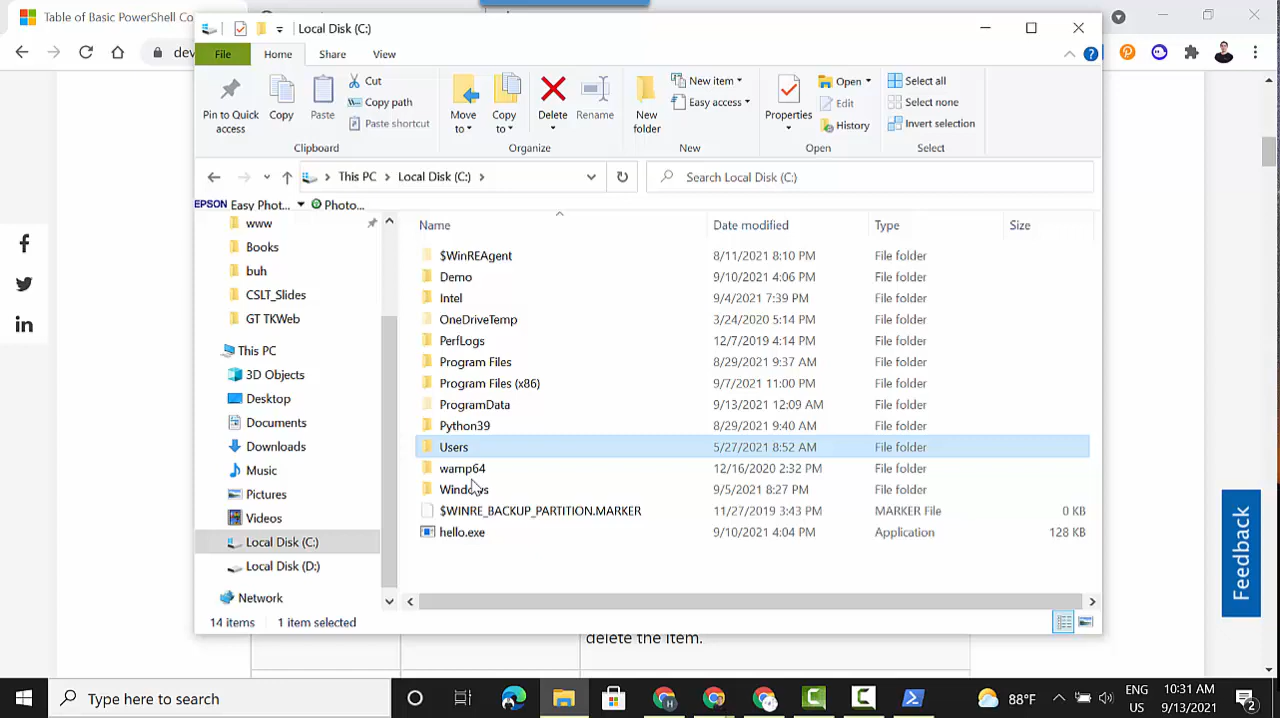 Table of Basic PowerShell Co
dev
Local Disk (C:)
File
Home
Share
View
Pin to Quick access
Copy
Paste
Cut
Copy path
Paste shortcut
Move to
Copy to
Delete
Rename
New folder
New item
Easy access
Properties
Open
Edit
History
Select all
Select none
Invert selection
Clipboard
Organize
New
Open
Select
This PC
Local Disk (C:)
Search Local Disk (C:)
EPSON Easy Phot...
Photo...
Name Date modified Type Size
www
Books
buh
CSLT_Slides
GT TKWeb
This PC
3D Objects
Desktop
Documents
Downloads
Music
Pictures
Videos
Local Disk (C:)
Local Disk (D:)
Network
$WinREAgent 8/11/2021 8:10 PM File folder
Demo 9/10/2021 4:06 PM File folder
Intel 9/4/2021 7:39 PM File folder
OneDriveTemp 3/24/2020 5:14 PM File folder
PerfLogs 12/7/2019 4:14 PM File folder
Program Files 8/29/2021 9:37 AM File folder
Program Files (x86) 9/7/2021 11:00 PM File folder
ProgramData 9/13/2021 12:09 AM File folder
Python39 8/29/2021 9:40 AM File folder
Users 5/27/2021 8:52 AM File folder
wamp64 12/16/2020 2:32 PM File folder
Windows 9/5/2021 8:27 PM File folder
$WINRE_BACKUP_PARTITION.MARKER 11/27/2019 3:43 PM MARKER File 0 KB
hello.exe 9/10/2021 4:04 PM Application 128 KB
14 items 1 item selected
delete the item.
Feedback
Type here to search
88°F
ENG
US
10:31 AM
9/13/2021
2